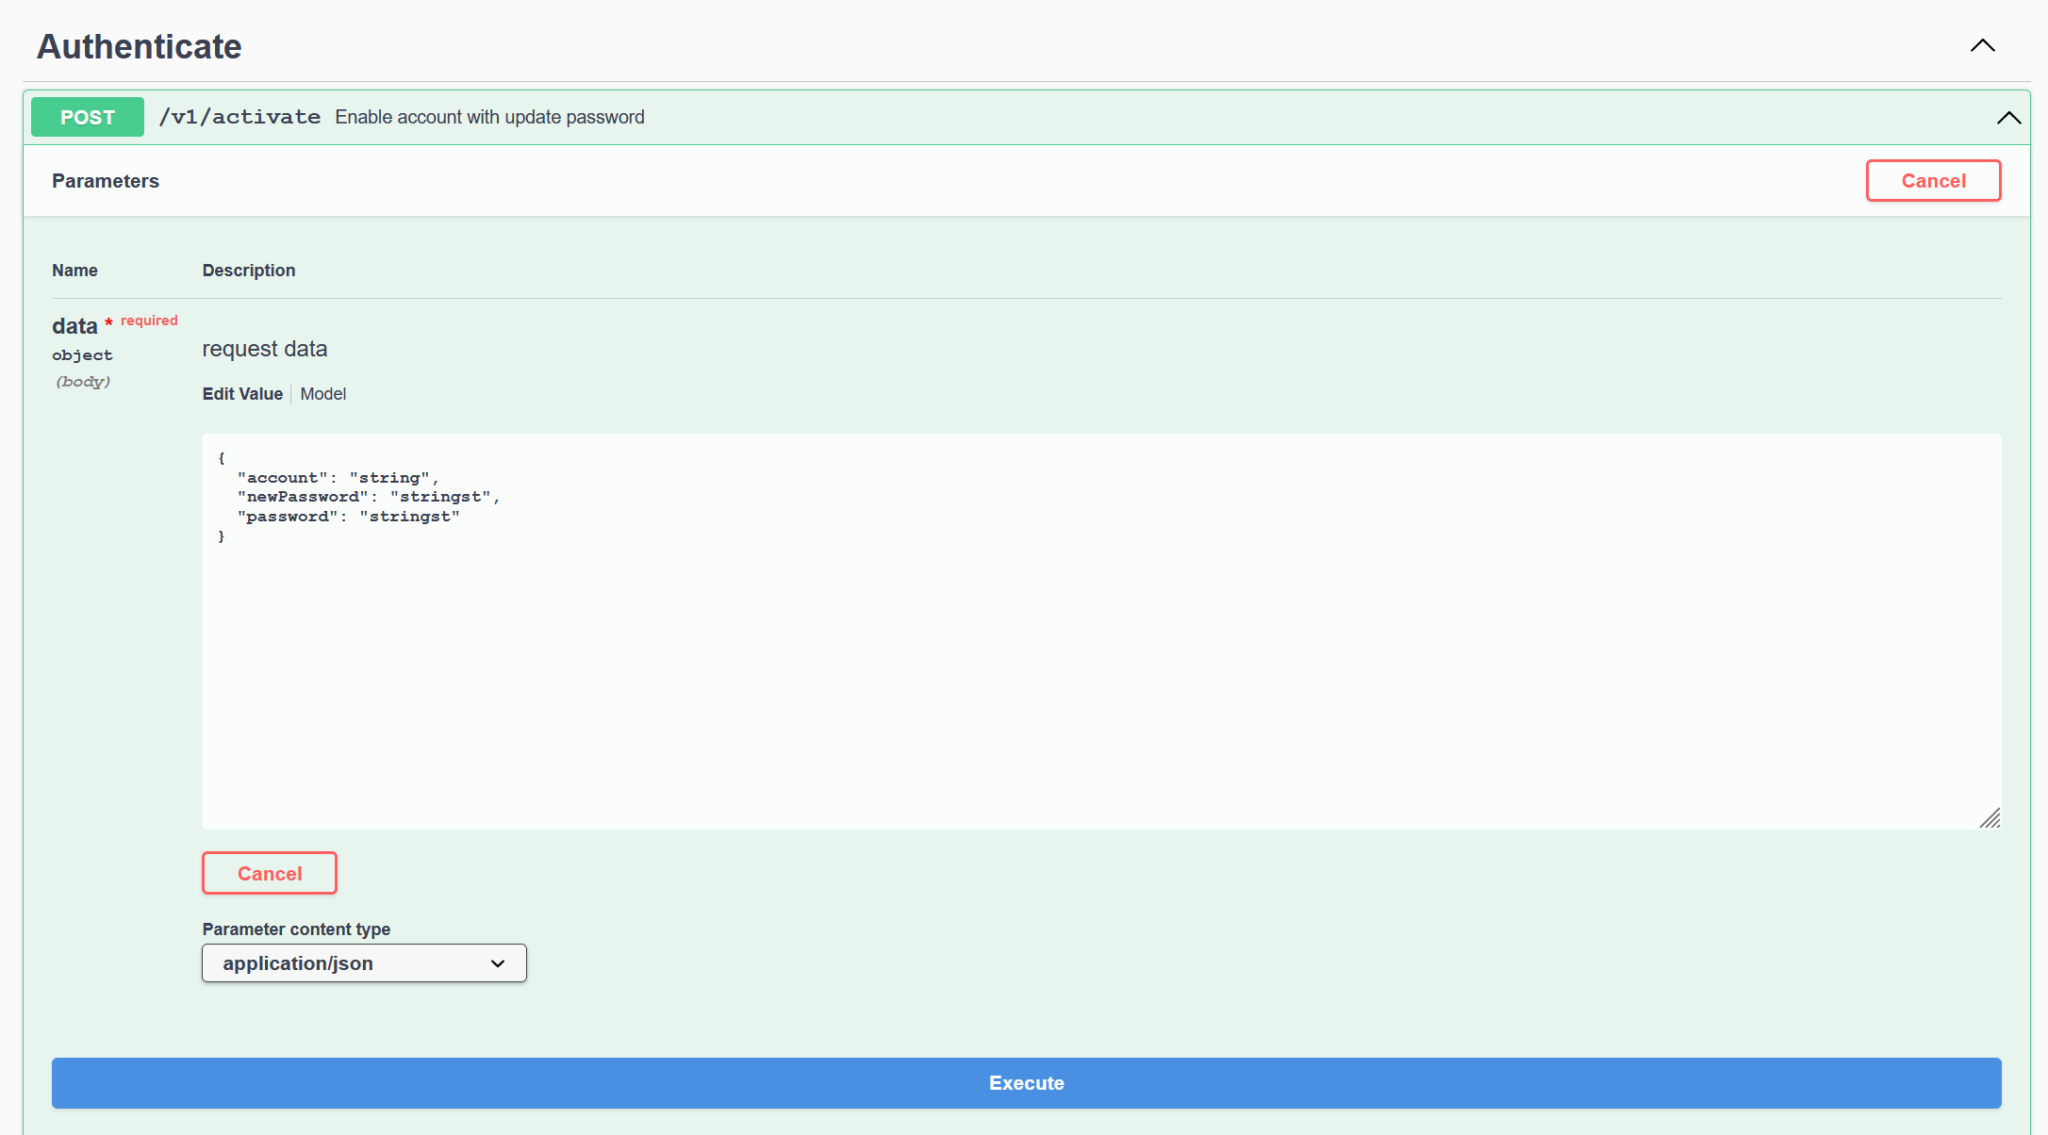 Authenticate
POST /v1/activate Enable account with update password
Parameters Cancel
Name Description
data * required
object
(body)
request data
Edit Value Model
{
  "account": "string",
  "newPassword": "stringst",
  "password": "stringst"
}
Cancel
Parameter content type
application/json
Execute